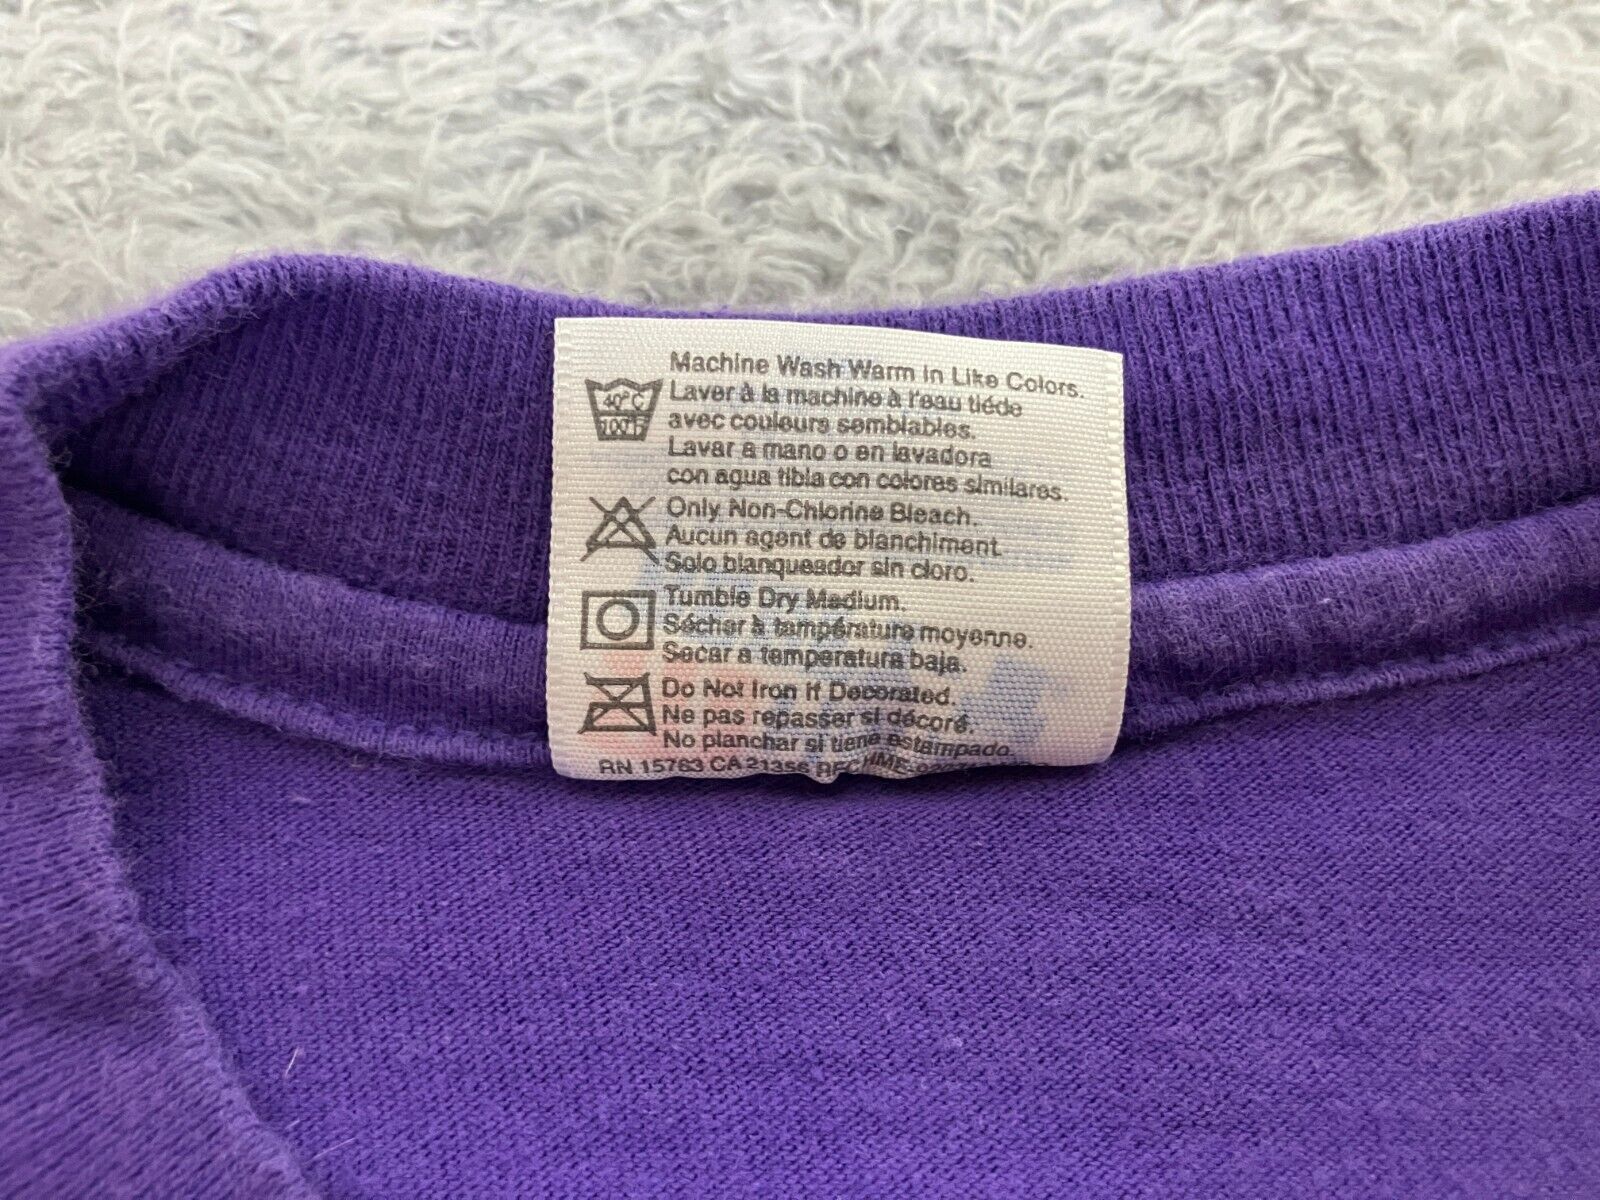 Machine Wash Warm in Like Colors.
40°C
Laver à la machine à l'eau tiéde
100°F
avec couleurs semblables.
Lavar a mano o en lavadora
con agua tibia con colores similares.
Only Non-Chlorine Bleach.
Aucun agent de blanchiment.
Solo blanqueador sin cloro.
Tumble Dry Medium.
Sécher à température moyenne.
Secar a temperatura baja.
Do Not Iron if Decorated.
Ne pas repasser si décoré.
No planchar si tiene estampado.
RN 15763 CA 21356